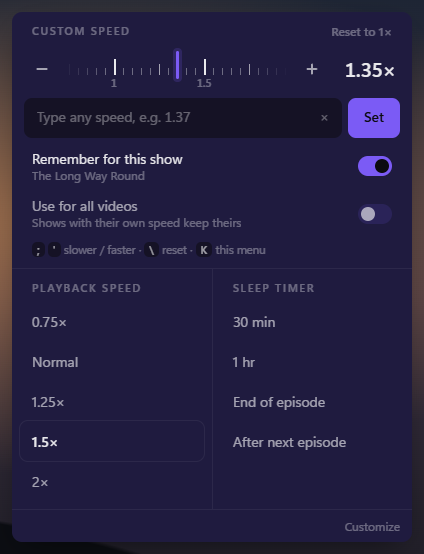 CUSTOM SPEED Reset to 1×
− + 1.35×
1 1.5
Type any speed, e.g. 1.37 × Set
Remember for this show
The Long Way Round
Use for all videos
Shows with their own speed keep theirs
; ' slower / faster · \ reset · K this menu
PLAYBACK SPEED
0.75×
Normal
1.25×
1.5×
2×
SLEEP TIMER
30 min
1 hr
End of episode
After next episode
Customize